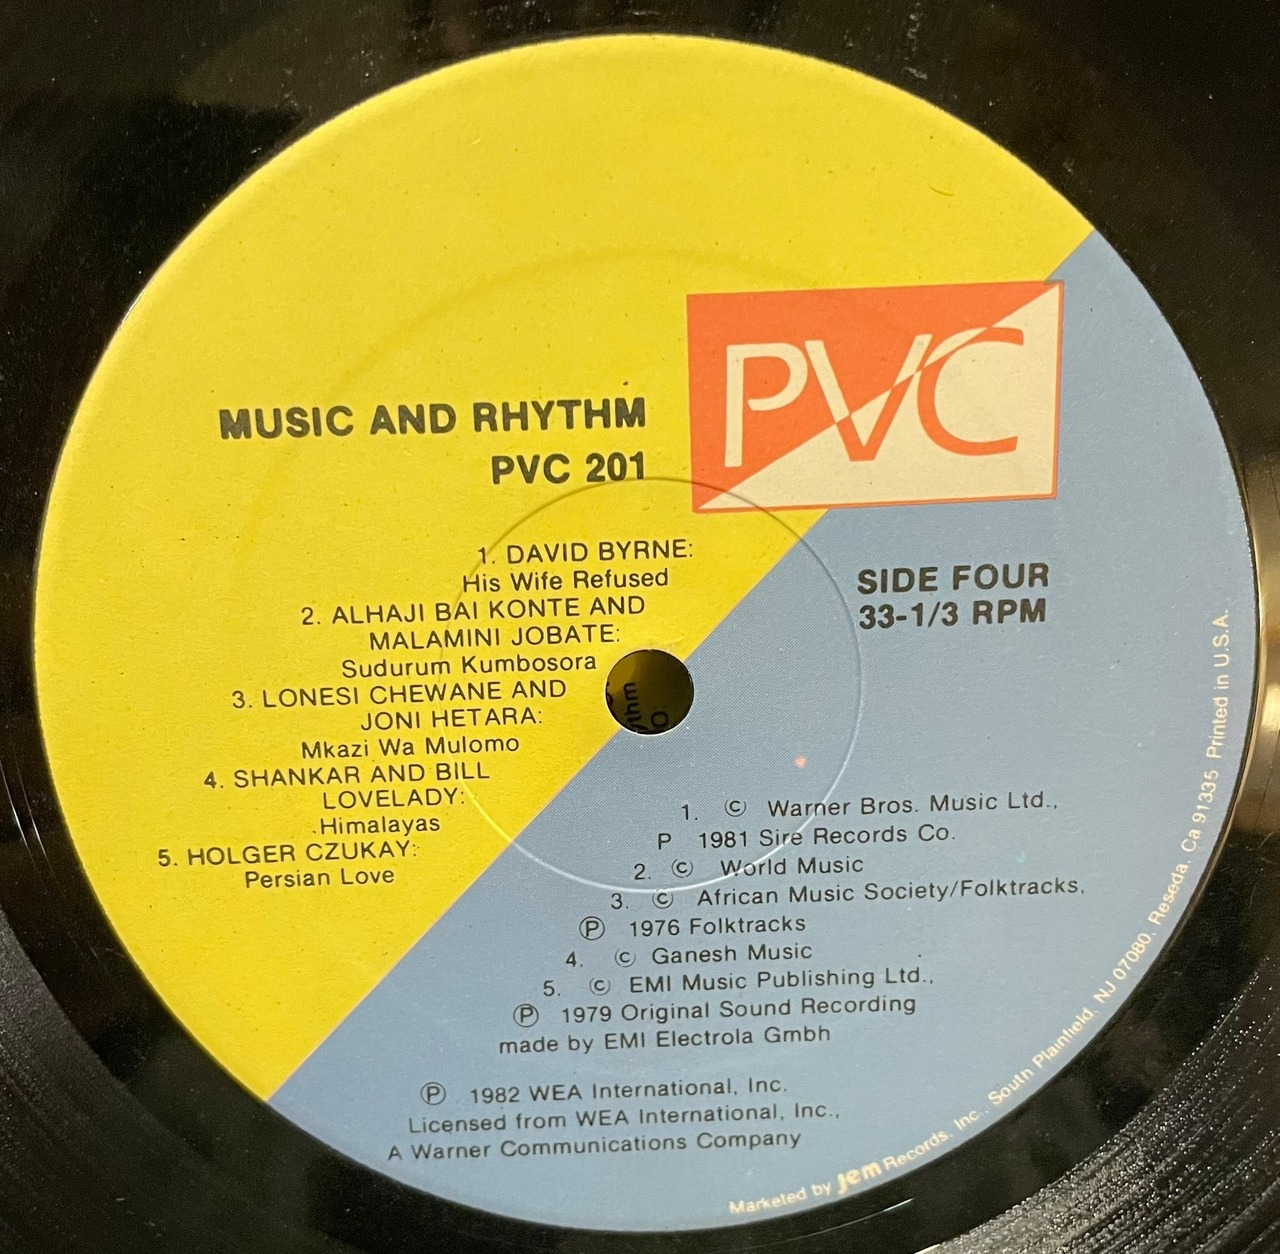 PVC
MUSIC AND RHYTHM
PVC 201
1. DAVID BYRNE:
His Wife Refused
2. ALHAJI BAI KONTE AND
MALAMINI JOBATE:
Sudurum Kumbosora
3. LONESI CHEWANE AND
JONI HETARA:
Mkazi Wa Mulomo
4. SHANKAR AND BILL
LOVELADY:
Himalayas
5. HOLGER CZUKAY:
Persian Love
SIDE FOUR
33-1/3 RPM
1. © Warner Bros. Music Ltd.,
P 1981 Sire Records Co.
2. © World Music
3. © African Music Society/Folktracks,
℗ 1976 Folktracks
4. © Ganesh Music
5. © EMI Music Publishing Ltd.,
℗ 1979 Original Sound Recording
made by EMI Electrola Gmbh
℗ 1982 WEA International, Inc.
Licensed from WEA International, Inc.,
A Warner Communications Company
Marketed by Jem Records, Inc., South Plainfield, NJ 07080, Reseda, Ca 91335 Printed in U.S.A.